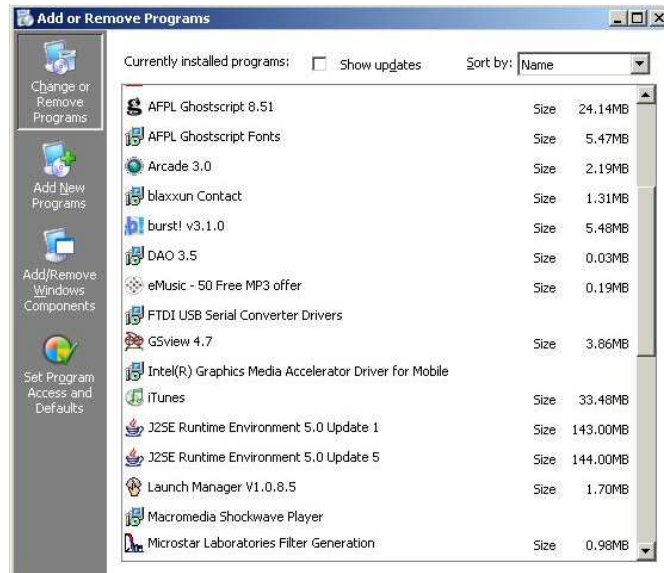 Add or Remove Programs
Change or
Remove
Programs
Add New
Programs
Add/Remove
Windows
Components
Set Program
Access and
Defaults
Currently installed programs: Show updates Sort by: Name
AFPL Ghostscript 8.51 Size 24.14MB
AFPL Ghostscript Fonts Size 5.47MB
Arcade 3.0 Size 2.19MB
blaxxun Contact Size 1.31MB
burst! v3.1.0 Size 5.48MB
DAO 3.5 Size 0.03MB
eMusic - 50 Free MP3 offer Size 0.19MB
FTDI USB Serial Converter Drivers
GSview 4.7 Size 3.86MB
Intel(R) Graphics Media Accelerator Driver for Mobile
iTunes Size 33.48MB
J2SE Runtime Environment 5.0 Update 1 Size 143.00MB
J2SE Runtime Environment 5.0 Update 5 Size 144.00MB
Launch Manager V1.0.8.5 Size 1.70MB
Macromedia Shockwave Player
Microstar Laboratories Filter Generation Size 0.98MB